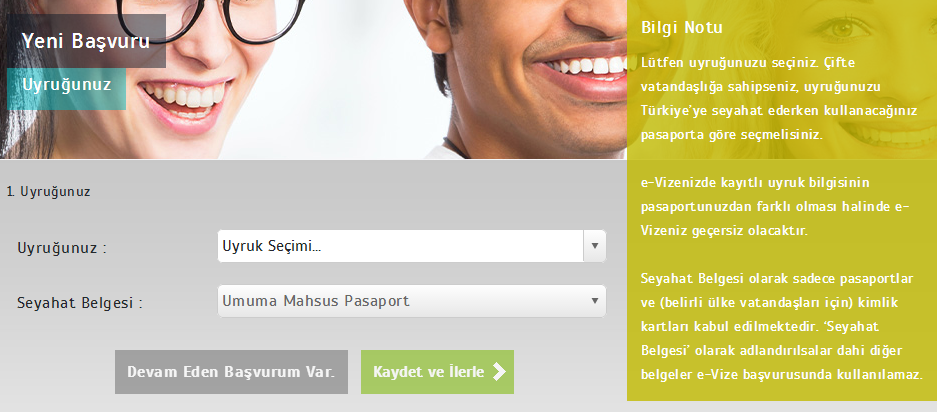 Yeni Başvuru
Uyruğunuz
1. Uyruğunuz
Uyruğunuz :
Uyruk Seçimi...
Seyahat Belgesi :
Umuma Mahsus Pasaport
Devam Eden Başvurum Var.
Kaydet ve İlerle
Bilgi Notu
Lütfen uyruğunuzu seçiniz. Çifte
vatandaşlığa sahipseniz, uyruğunuzu
Türkiye'ye seyahat ederken kullanacağınız
pasaporta göre seçmelisiniz.
e-Vizenizde kayıtlı uyruk bilgisinin
pasaportunuzdan farklı olması halinde e-
Vizeniz geçersiz olacaktır.
Seyahat Belgesi olarak sadece pasaportlar
ve (belirli ülke vatandaşları için) kimlik
kartları kabul edilmektedir. ‘Seyahat
Belgesi’ olarak adlandırılsalar dahi diğer
belgeler e-Vize başvurusunda kullanılamaz.